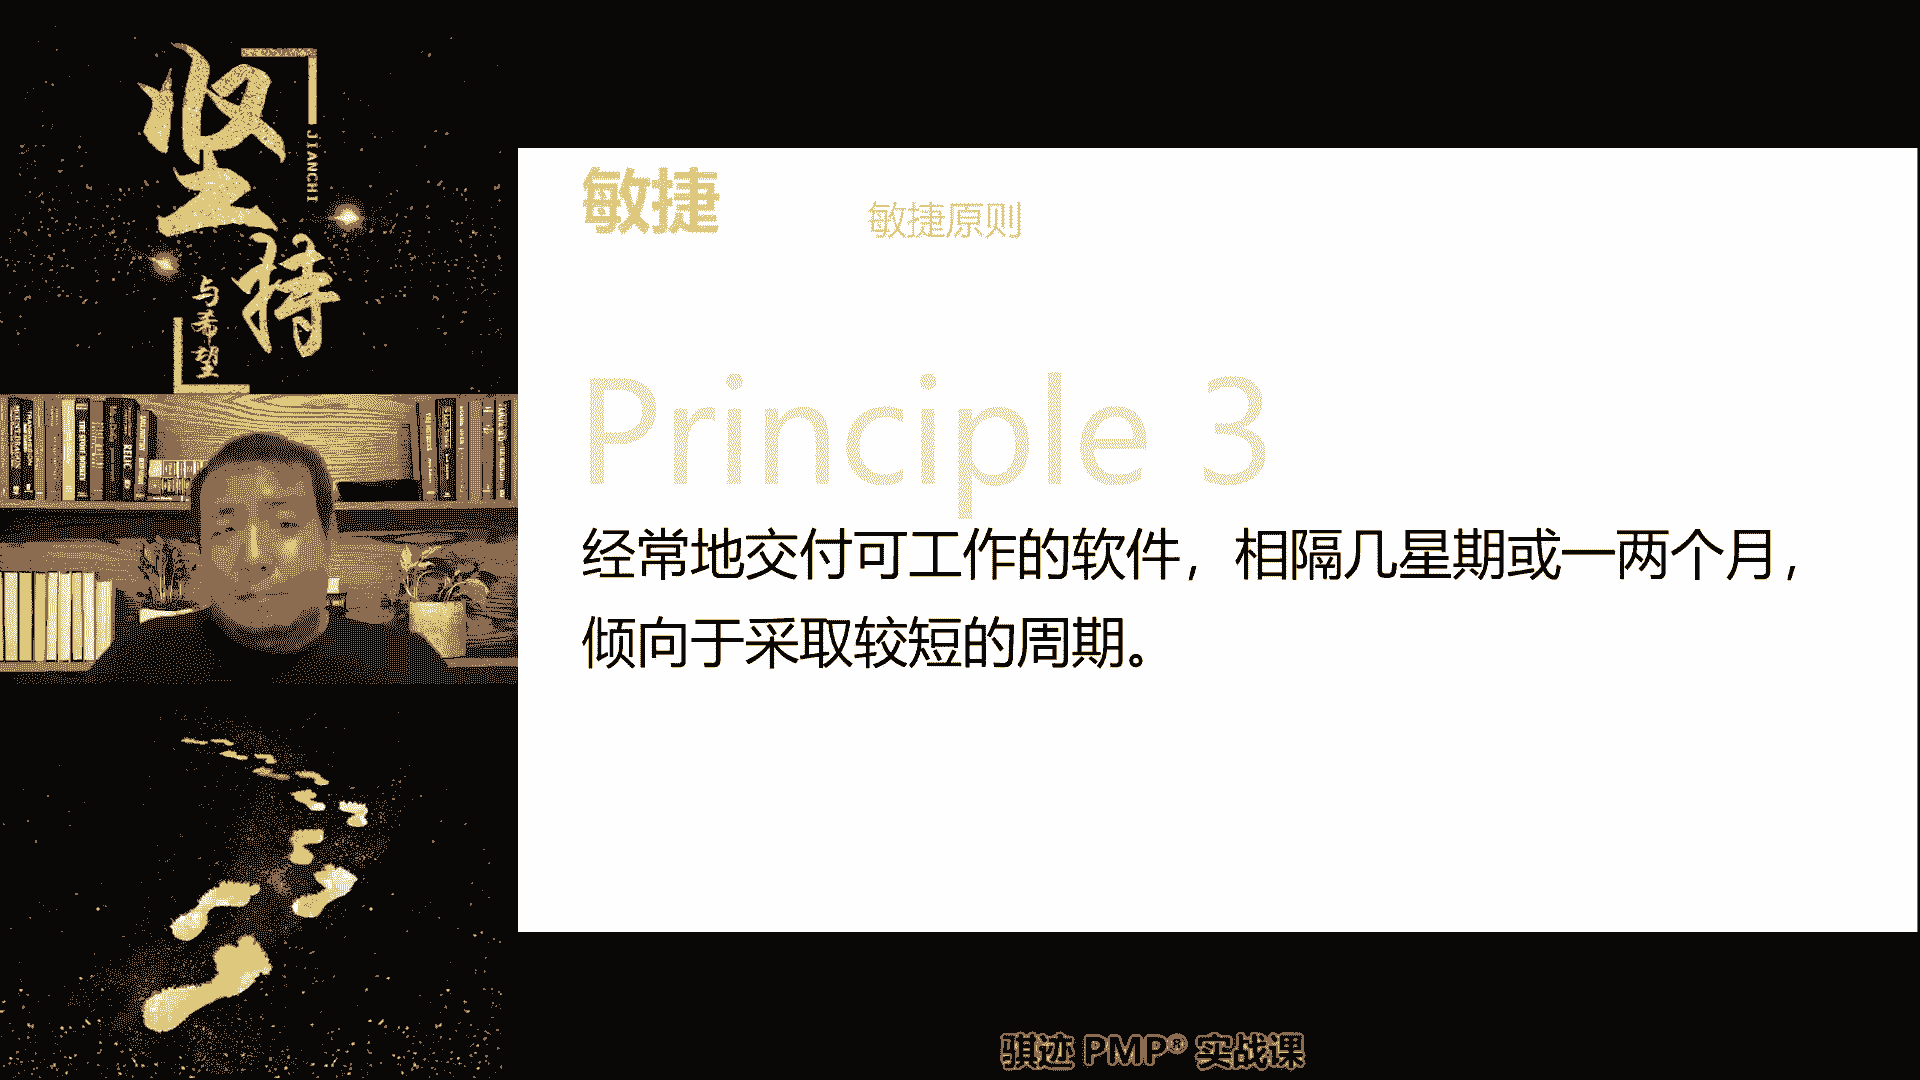 坚持
JIANCHI
与希望
敏捷
敏捷原则
Principle 3
经常地交付可工作的软件，相隔几星期或一两个月，
倾向于采取较短的周期。
骐迹 PMP® 实战课